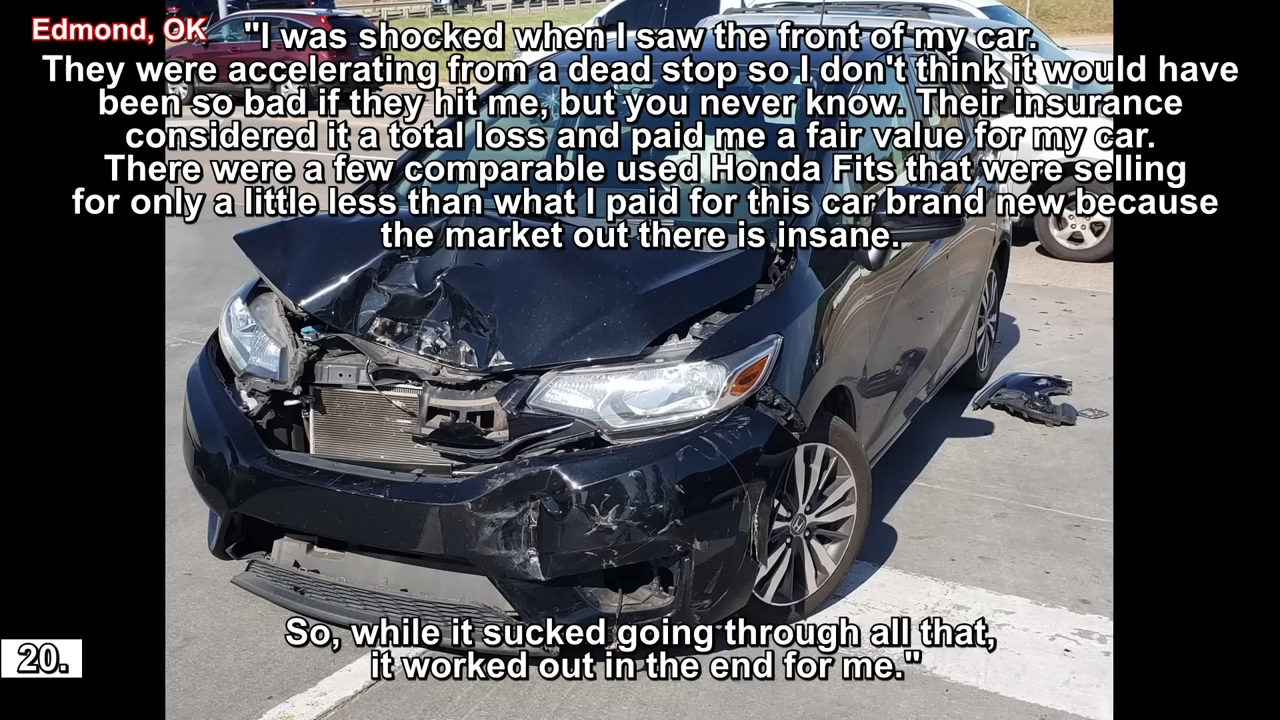 Edmond, OK
"I was shocked when I saw the front of my car.
They were accelerating from a dead stop so I don't think it would have
been so bad if they hit me, but you never know. Their insurance
considered it a total loss and paid me a fair value for my car.
There were a few comparable used Honda Fits that were selling
for only a little less than what I paid for this car brand new because
the market out there is insane.
So, while it sucked going through all that,
it worked out in the end for me."
20.